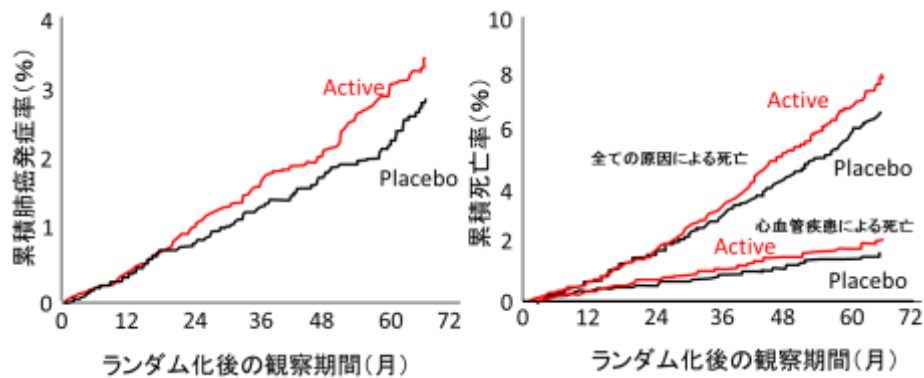 累積肺癌発症率(%)
4
3
2
1
0
Active
Placebo
0 12 24 36 48 60 72
ランダム化後の観察期間(月)
累積死亡率(%)
10
8
6
4
2
0
Active
全ての原因による死亡
Placebo
心血管疾患による死亡
Active
Placebo
0 12 24 36 48 60 72
ランダム化後の観察期間(月)